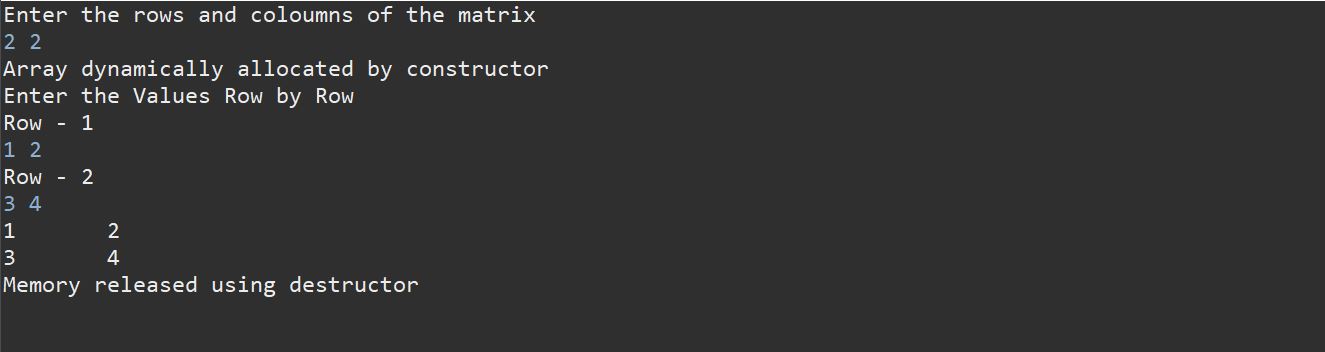 Enter the rows and coloumns of the matrix
2 2
Array dynamically allocated by constructor
Enter the Values Row by Row
Row - 1
1 2
Row - 2
3 4
1       2
3       4
Memory released using destructor